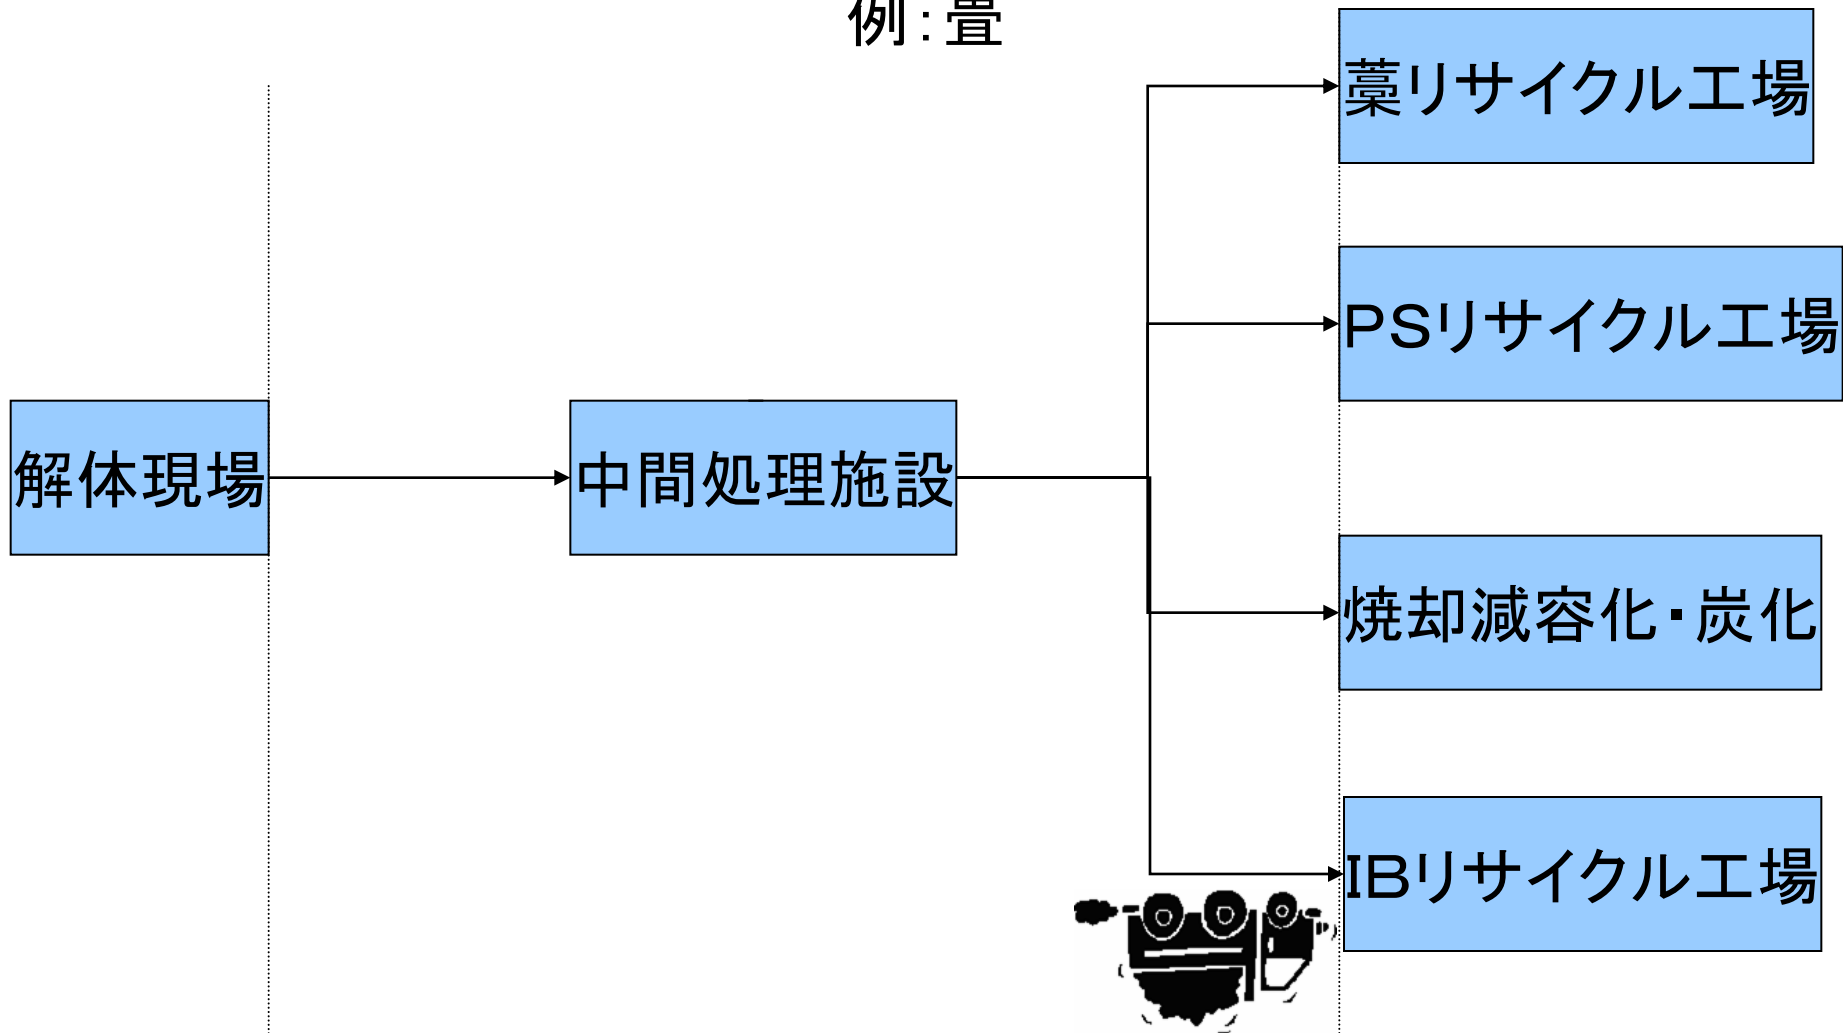 例:畳
藁リサイクル工場
PSリサイクル工場
解体現場
中間処理施設
焼却減容化・炭化
IBリサイクル工場